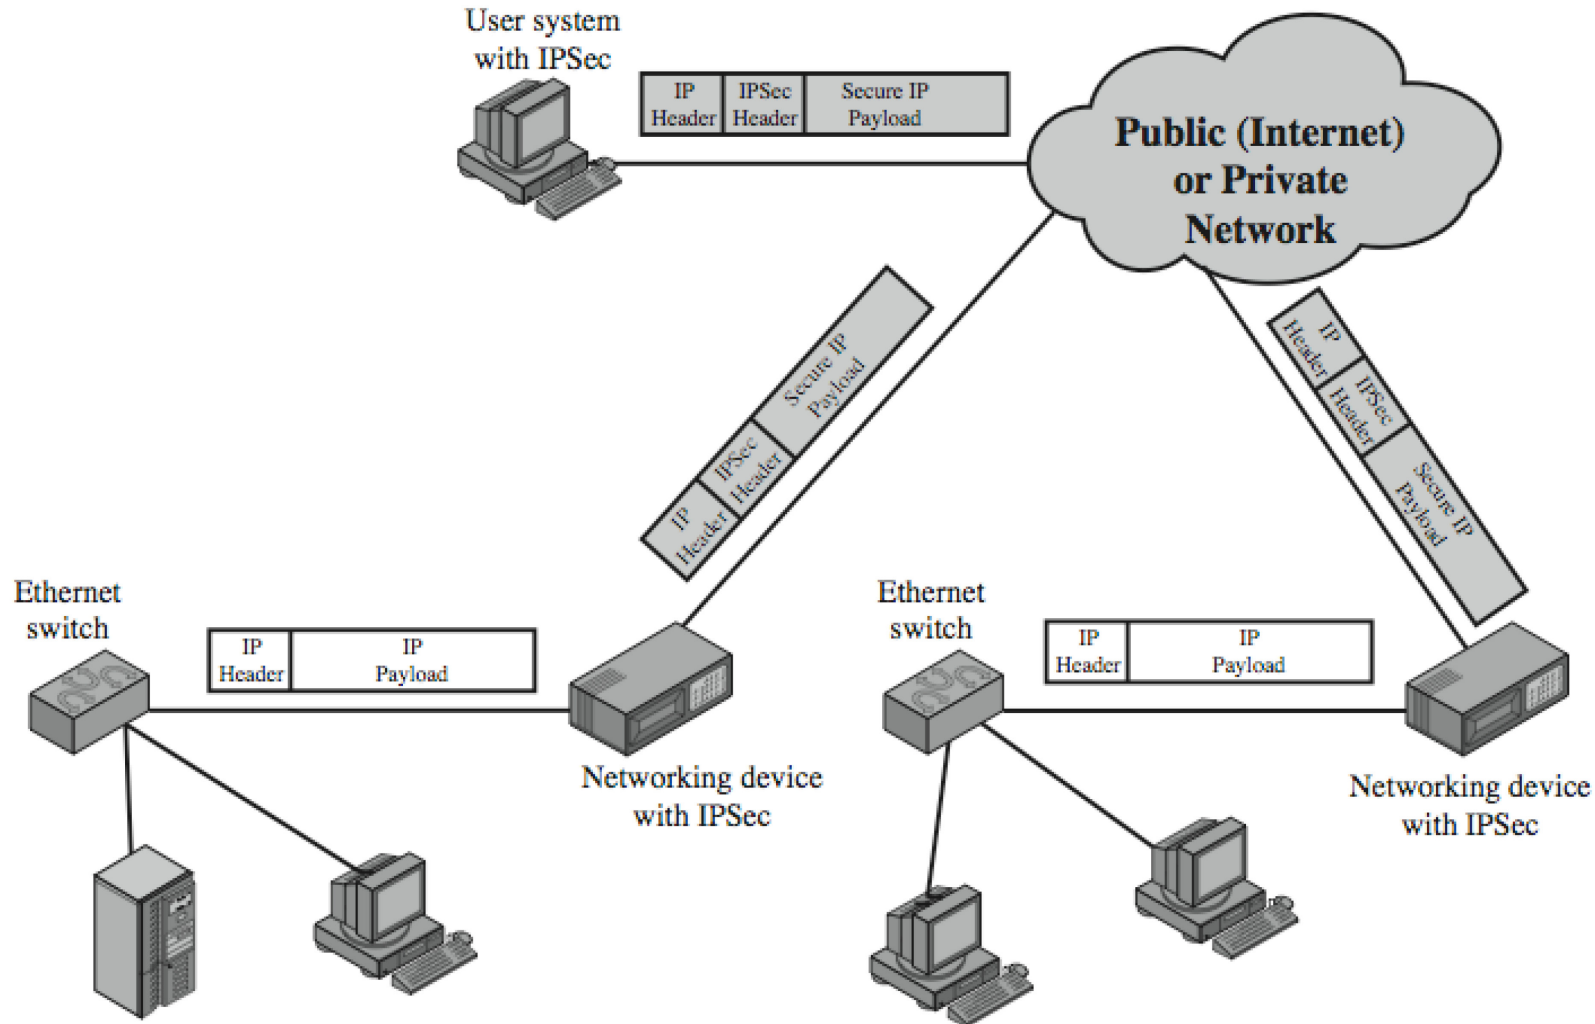 User system
with IPSec
IP
Header
IPSec
Header
Secure IP
Payload
Public (Internet)
or Private
Network
IP
Header
IPSec
Header
Secure IP
Payload
IP
Header
IPSec
Header
Secure IP
Payload
Ethernet
switch
IP
Header
IP
Payload
Networking device
with IPSec
Ethernet
switch
IP
Header
IP
Payload
Networking device
with IPSec